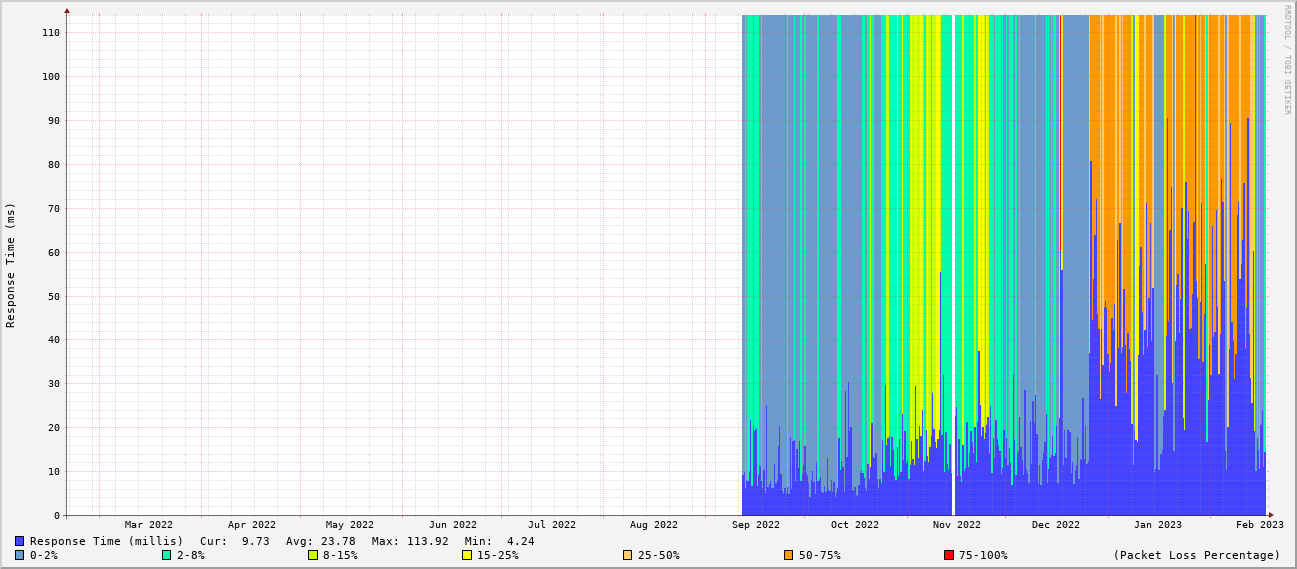 RRDTOOL / TOBI OETIKER
Response Time (ms)
110
100
90
80
70
60
50
40
30
20
10
0
Mar 2022 Apr 2022 May 2022 Jun 2022 Jul 2022 Aug 2022 Sep 2022 Oct 2022 Nov 2022 Dec 2022 Jan 2023 Feb 2023
Response Time (millis) Cur: 9.73 Avg: 23.78 Max: 113.92 Min: 4.24
0-2% 2-8% 8-15% 15-25% 25-50% 50-75% 75-100% (Packet Loss Percentage)